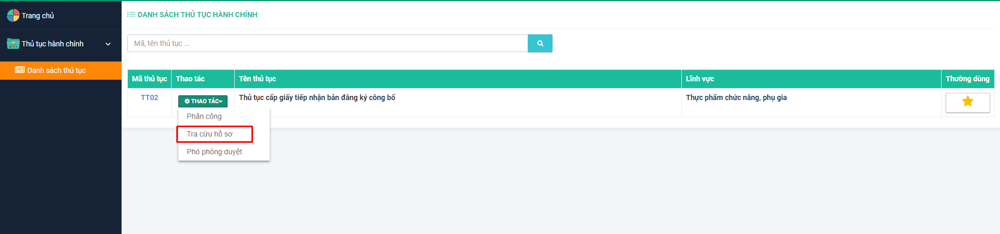 Trang chủ
Thủ tục hành chính
Danh sách thủ tục
DANH SÁCH THỦ TỤC HÀNH CHÍNH
Mã, tên thủ tục ...
Mã thủ tục Thao tác Tên thủ tục Lĩnh vực Thường dùng
TT02 THAO TÁC Thủ tục cấp giấy tiếp nhận bản đăng ký công bố Thực phẩm chức năng, phụ gia
Phân công
Tra cứu hồ sơ
Phó phòng duyệt